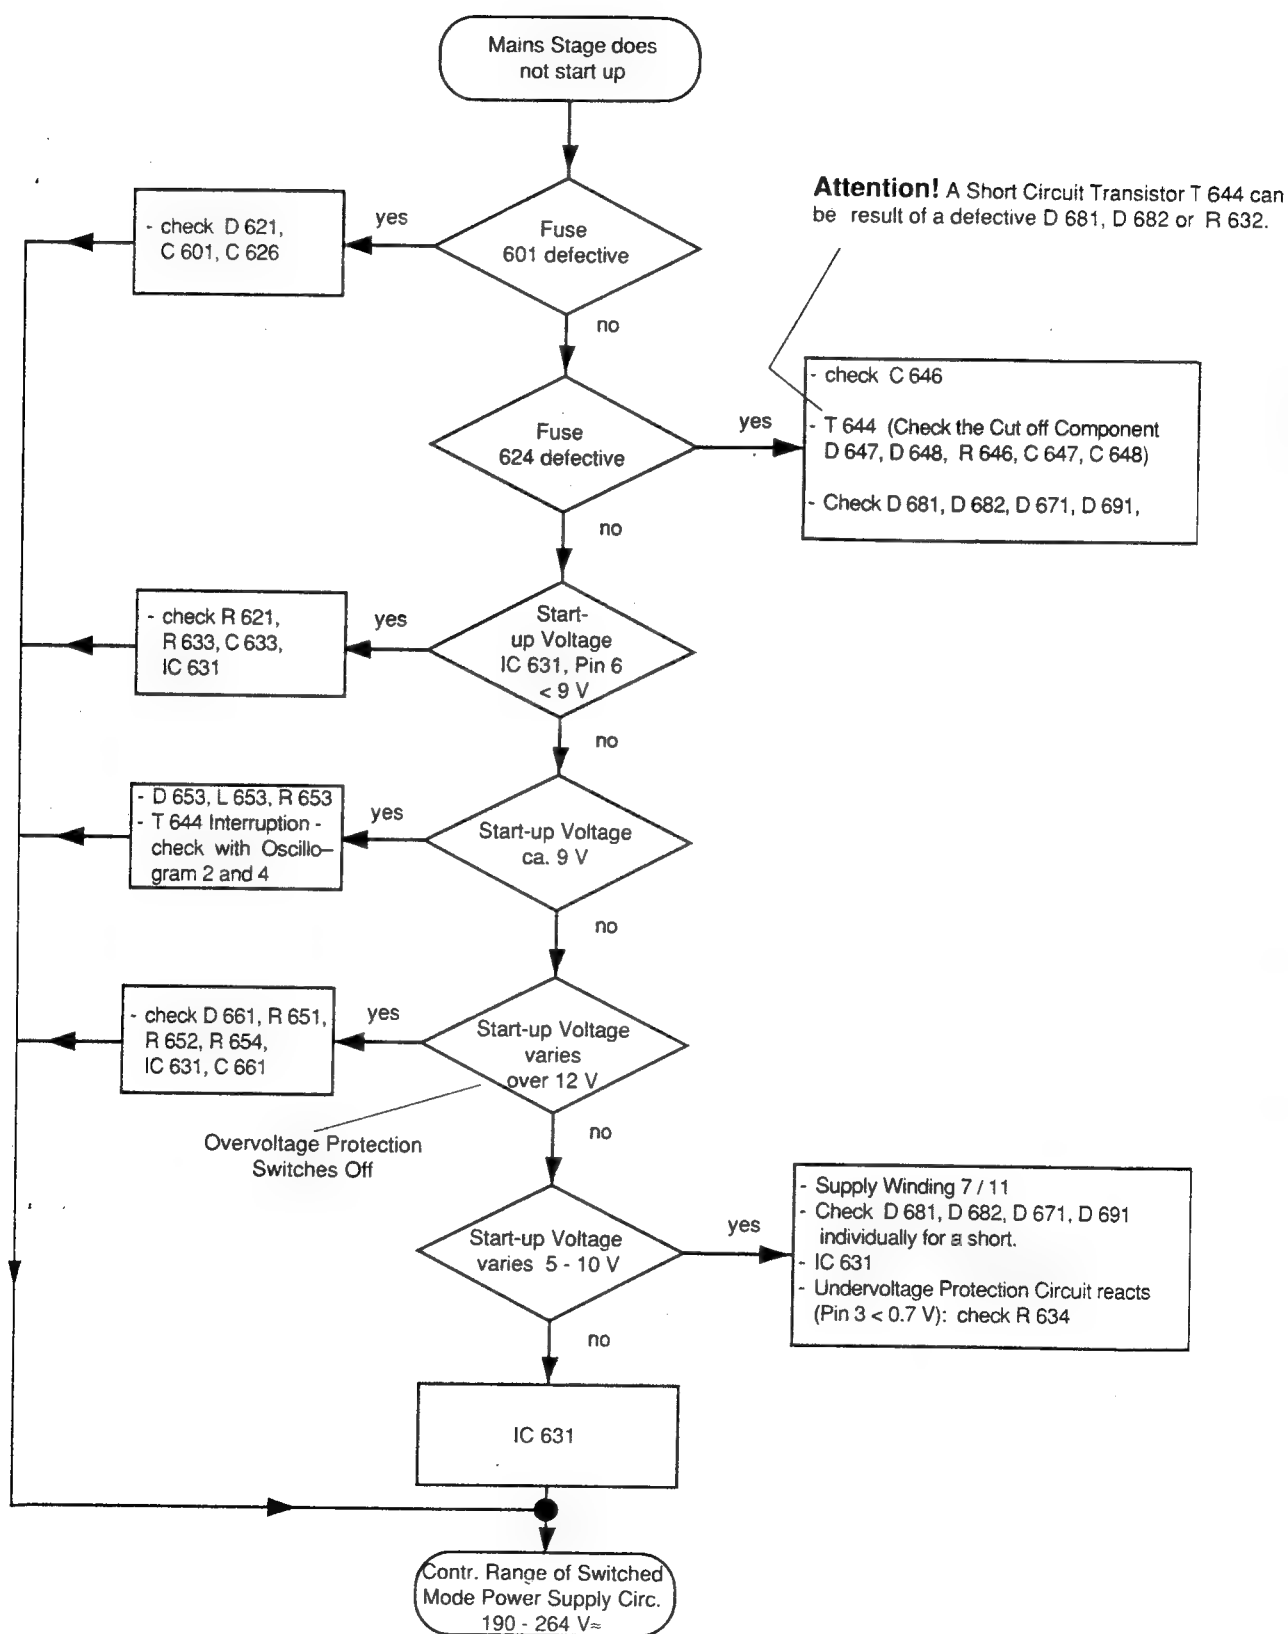 Mains Stage does
not start up
Attention! A Short Circuit Transistor T 644 can
be result of a defective D 681, D 682 or R 632.
- check D 621,
C 601, C 626
yes
Fuse
601 defective
no
Fuse
624 defective
yes
- check C 646
- T 644 (Check the Cut off Component
D 647, D 648, R 646, C 647, C 648)
- Check D 681, D 682, D 671, D 691,
no
- check R 621,
R 633, C 633,
IC 631
yes
Start-
up Voltage
IC 631, Pin 6
< 9 V
no
- D 653, L 653, R 653
- T 644 Interruption -
check with Oscillo-
gram 2 and 4
yes
Start-up Voltage
ca. 9 V
no
- check D 661, R 651,
R 652, R 654,
IC 631, C 661
yes
Start-up Voltage
varies
over 12 V
Overvoltage Protection
Switches Off
no
Start-up Voltage
varies 5 - 10 V
yes
- Supply Winding 7 / 11
- Check D 681, D 682, D 671, D 691
individually for a short.
- IC 631
- Undervoltage Protection Circuit reacts
(Pin 3 < 0.7 V): check R 634
no
IC 631
Contr. Range of Switched
Mode Power Supply Circ.
190 - 264 V≂